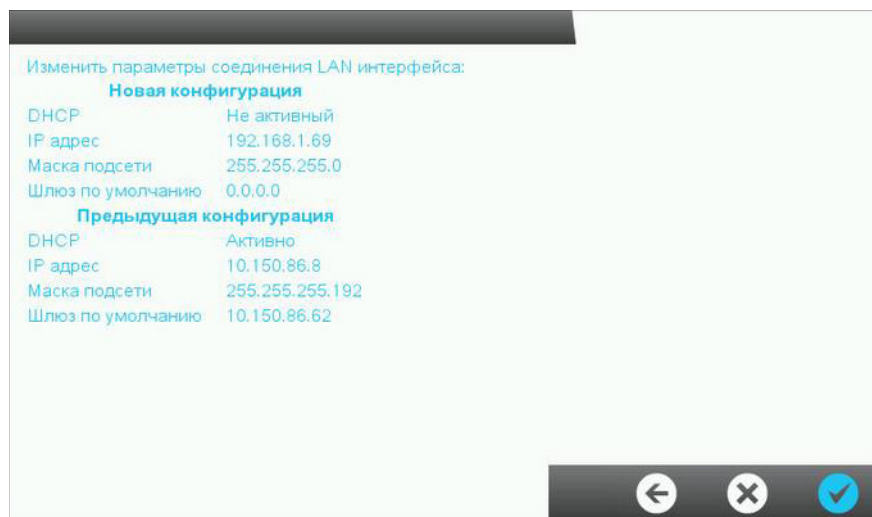 Изменить параметры соединения LAN интерфейса:
Новая конфигурация
DHCP Не активный
IP адрес 192.168.1.69
Маска подсети 255.255.255.0
Шлюз по умолчанию 0.0.0.0
Предыдущая конфигурация
DHCP Активно
IP адрес 10.150.86.8
Маска подсети 255.255.255.192
Шлюз по умолчанию 10.150.86.62